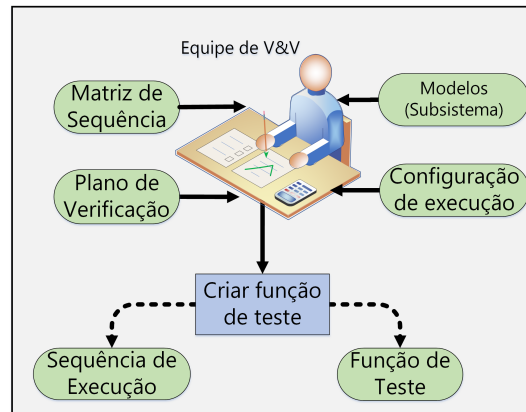 Equipe de V&V
Matriz de
Sequência
Modelos
(Subsistema)
Plano de
Verificação
Configuração
de execução
Criar função
de teste
Sequência de
Execução
Função de
Teste